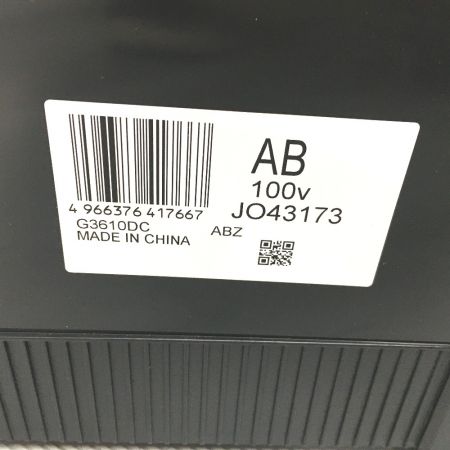 AB
100v
4 966376 417667
JO43173
G3610DC
ABZ
MADE IN CHINA